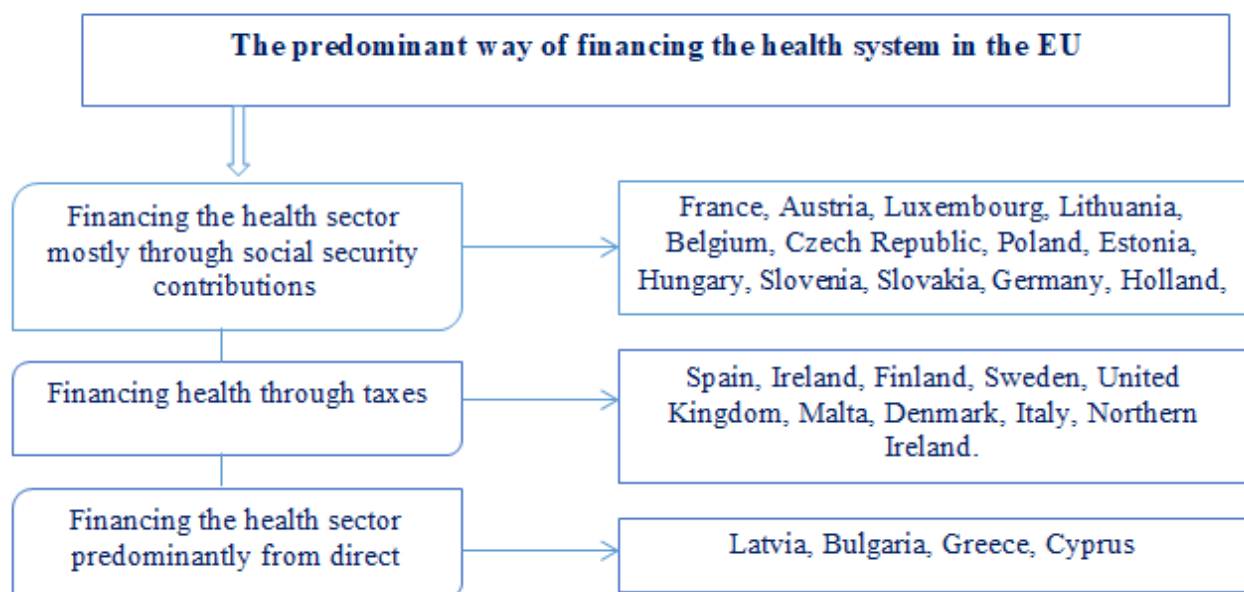 The predominant way of financing the health system in the EU
Financing the health sector
mostly through social security
contributions
France, Austria, Luxembourg, Lithuania,
Belgium, Czech Republic, Poland, Estonia,
Hungary, Slovenia, Slovakia, Germany, Holland,
Financing health through taxes
Spain, Ireland, Finland, Sweden, United
Kingdom, Malta, Denmark, Italy, Northern
Ireland.
Financing the health sector
predominantly from direct
Latvia, Bulgaria, Greece, Cyprus